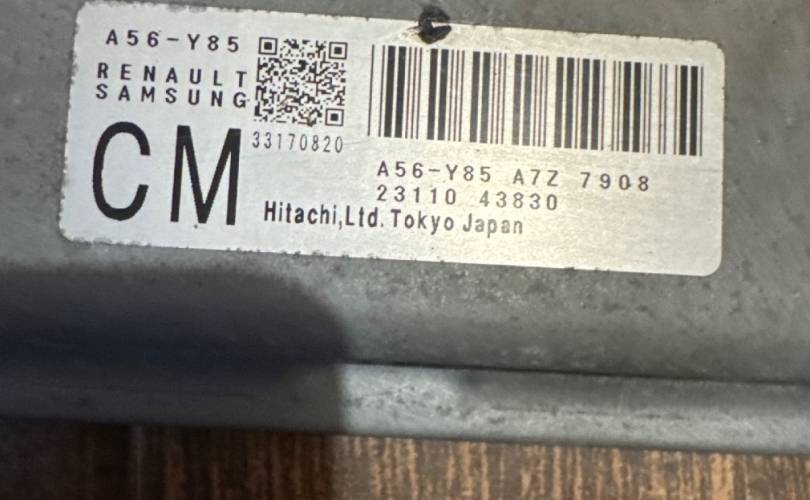 A56-Y85
RENAULT
SAMSUNG
CM
33170820
A56-Y85 A7Z 7908
23110 43830
Hitachi,Ltd. Tokyo Japan